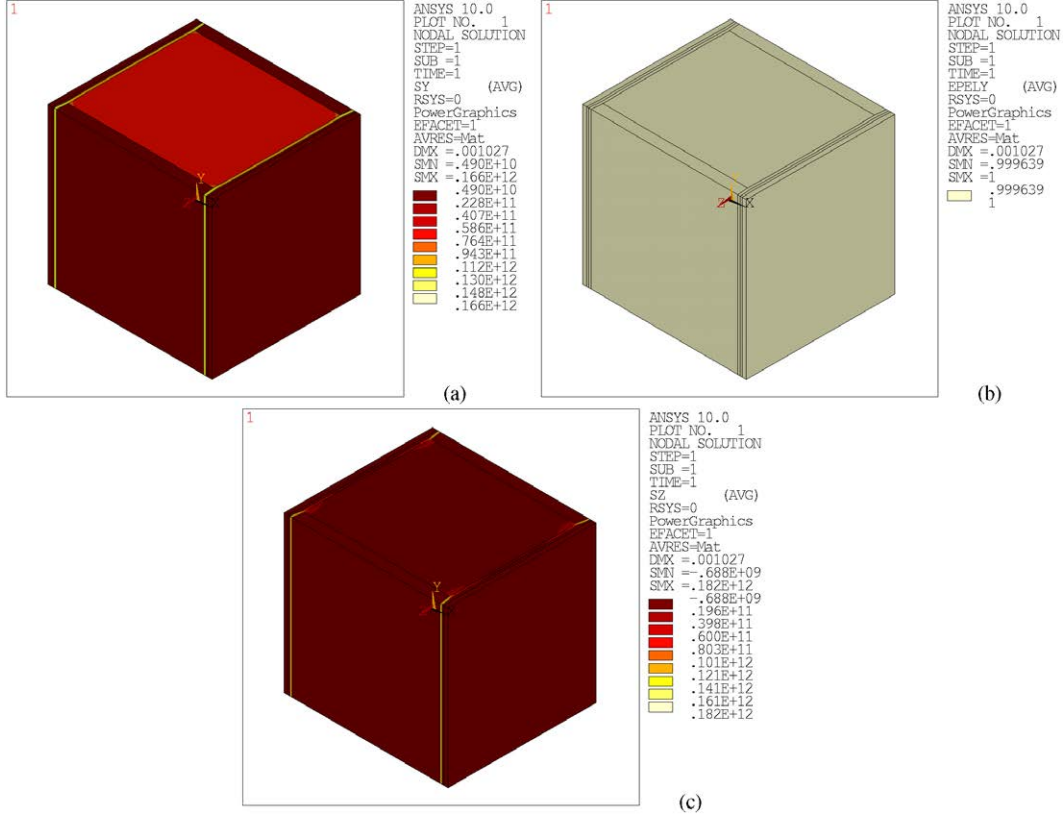 1
ANSYS 10.0
PLOT NO. 1
NODAL SOLUTION
STEP=1
SUB =1
TIME=1
SY (AVG)
RSYS=0
PowerGraphics
EFACET=1
AVRES=Mat
DMX =.001027
SMN =.490E+10
SMX =.166E+12
.490E+10
.228E+11
.407E+11
.586E+11
.764E+11
.943E+11
.112E+12
.130E+12
.148E+12
.166E+12
Y
Z
X
(a)
1
ANSYS 10.0
PLOT NO. 1
NODAL SOLUTION
STEP=1
SUB =1
TIME=1
EPELY (AVG)
RSYS=0
PowerGraphics
EFACET=1
AVRES=Mat
DMX =.001027
SMN =.999639
SMX =1
.999639
1
Z
X
(b)
1
ANSYS 10.0
PLOT NO. 1
NODAL SOLUTION
STEP=1
SUB =1
TIME=1
SZ (AVG)
RSYS=0
PowerGraphics
EFACET=1
AVRES=Mat
DMX =.001027
SMN =-.688E+09
SMX =.182E+12
-.688E+09
.196E+11
.398E+11
.600E+11
.803E+11
.101E+12
.121E+12
.141E+12
.161E+12
.182E+12
Y
(c)